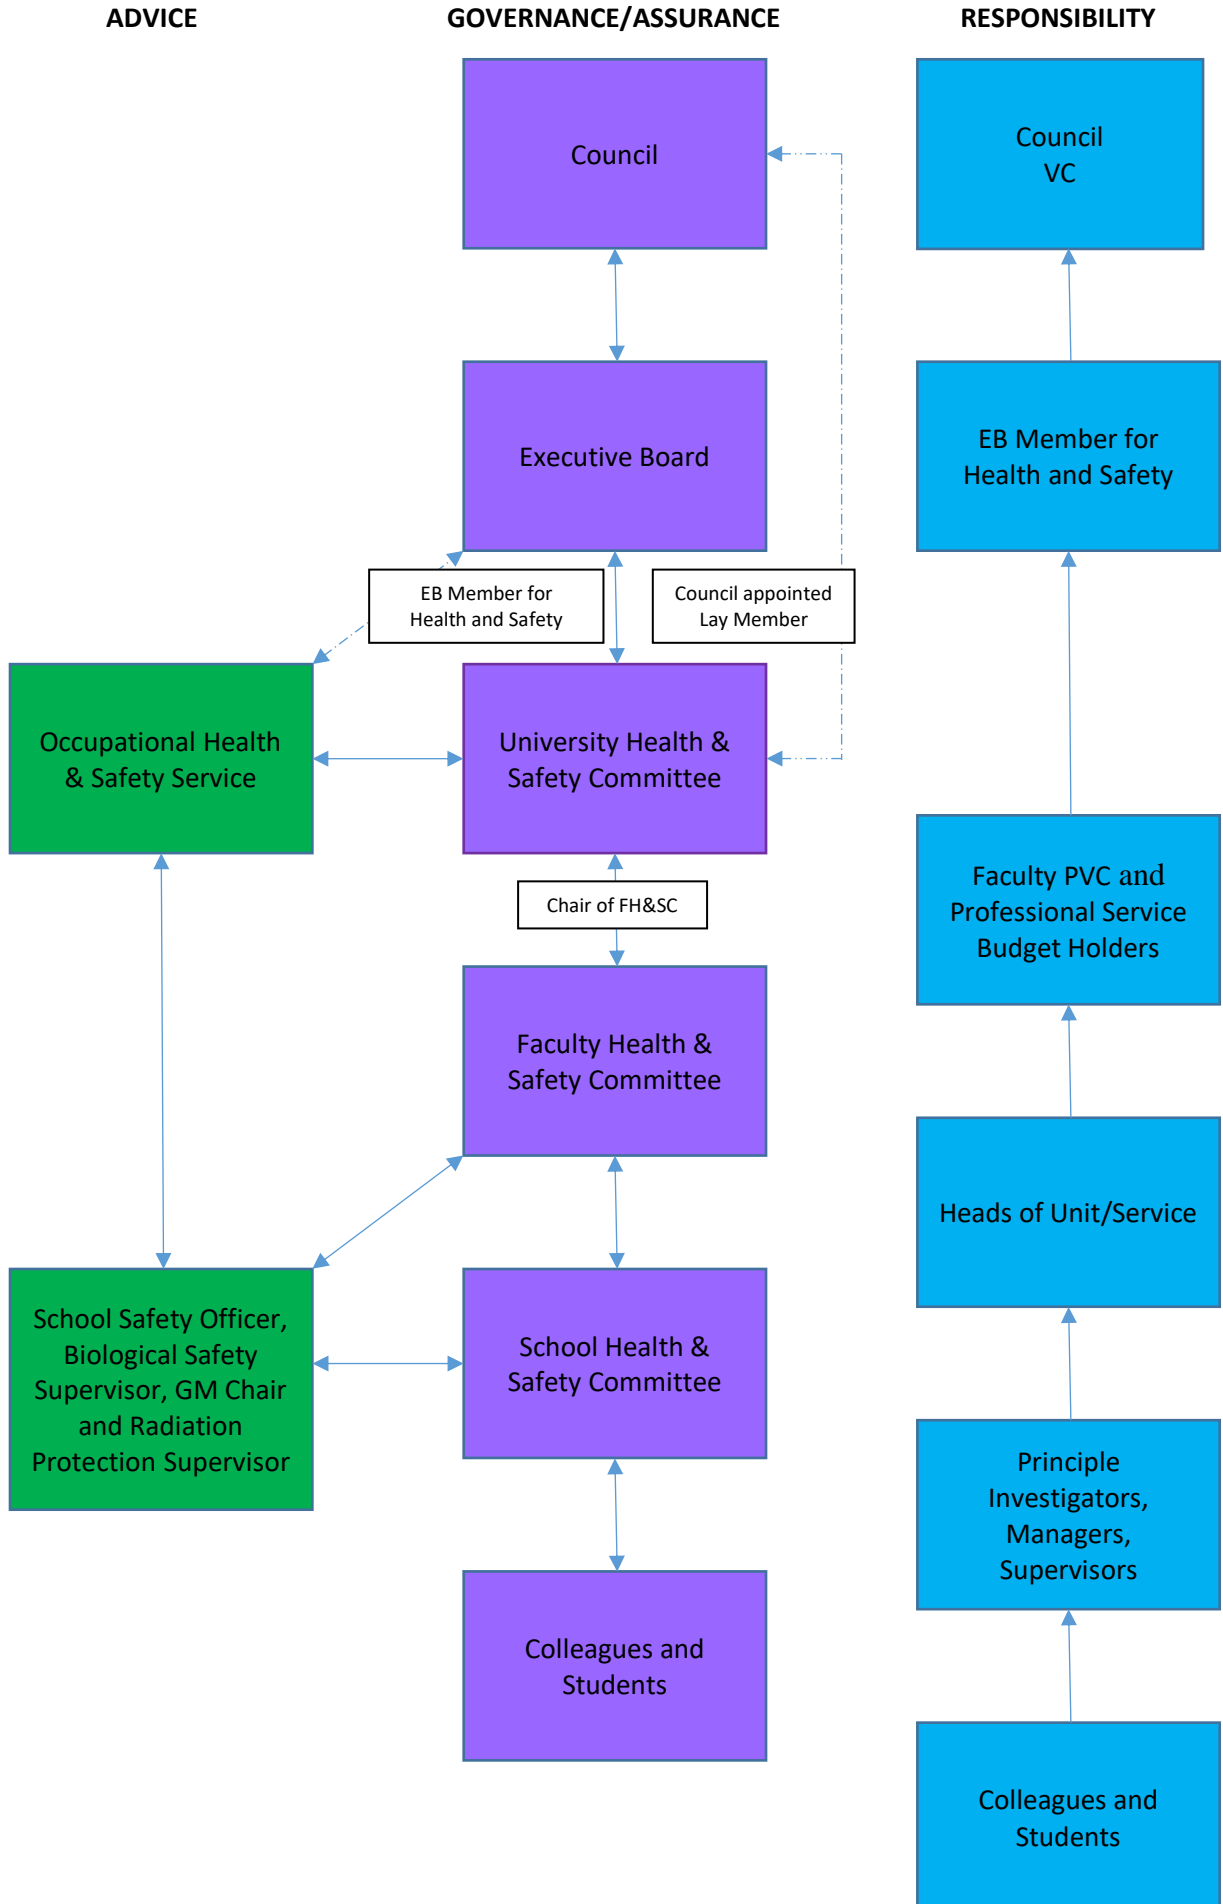 ADVICE
GOVERNANCE/ASSURANCE
RESPONSIBILITY
Council
Council
VC
Executive Board
EB Member for
Health and Safety
EB Member for
Health and Safety
Council appointed
Lay Member
Occupational Health
& Safety Service
University Health &
Safety Committee
Faculty PVC and
Professional Service
Budget Holders
Chair of FH&SC
Faculty Health &
Safety Committee
Heads of Unit/Service
School Safety Officer,
Biological Safety
Supervisor, GM Chair
and Radiation
Protection Supervisor
School Health &
Safety Committee
Principle
Investigators,
Managers,
Supervisors
Colleagues and
Students
Colleagues and
Students